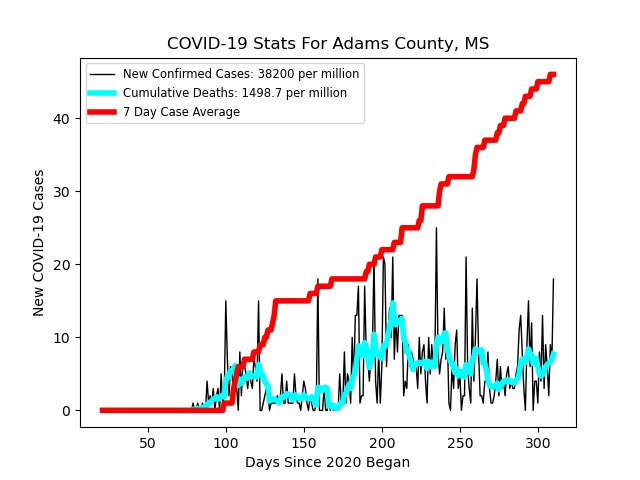 COVID-19 Stats For Adams County, MS
New Confirmed Cases: 38200 per million
Cumulative Deaths: 1498.7 per million
7 Day Case Average
40
30
20
10
0
New COVID-19 Cases
50 100 150 200 250 300
Days Since 2020 Began